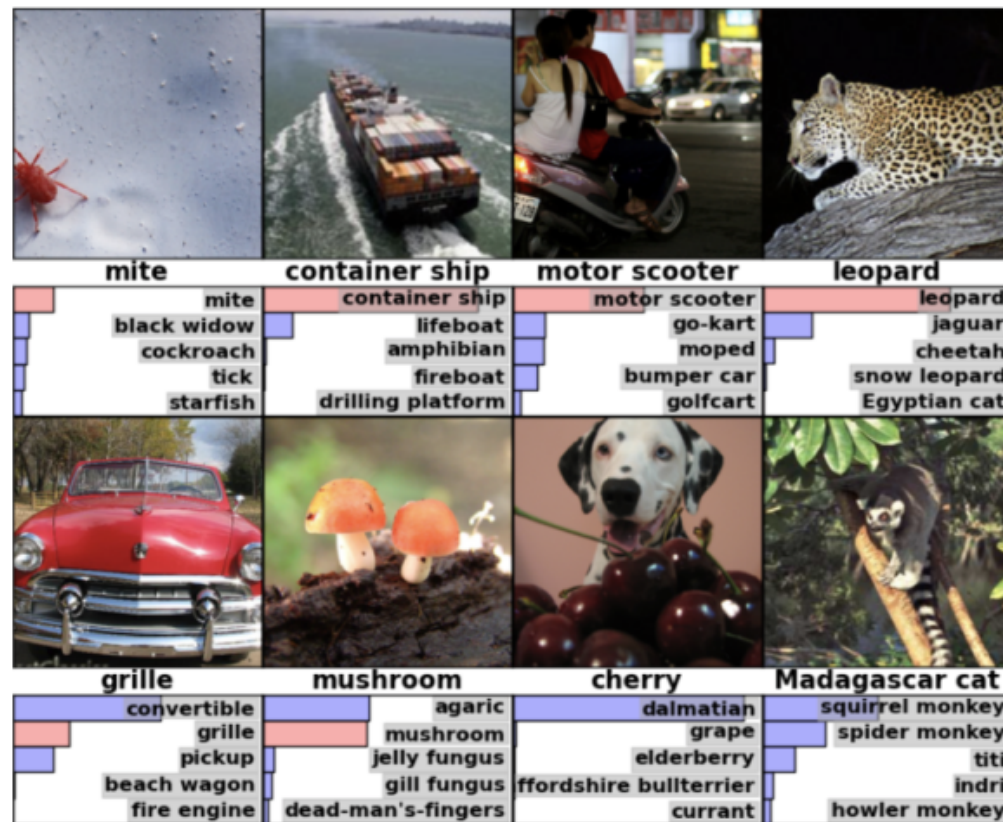 mite
container ship
motor scooter
leopard
mite
black widow
cockroach
tick
starfish
container ship
lifeboat
amphibian
fireboat
drilling platform
motor scooter
go-kart
moped
bumper car
golfcart
leopard
jaguar
cheetah
snow leopard
Egyptian cat
grille
mushroom
cherry
Madagascar cat
convertible
grille
pickup
beach wagon
fire engine
agaric
mushroom
jelly fungus
gill fungus
dead-man's-fingers
dalmatian
grape
elderberry
ffordshire bullterrier
currant
squirrel monkey
spider monkey
titi
indri
howler monkey